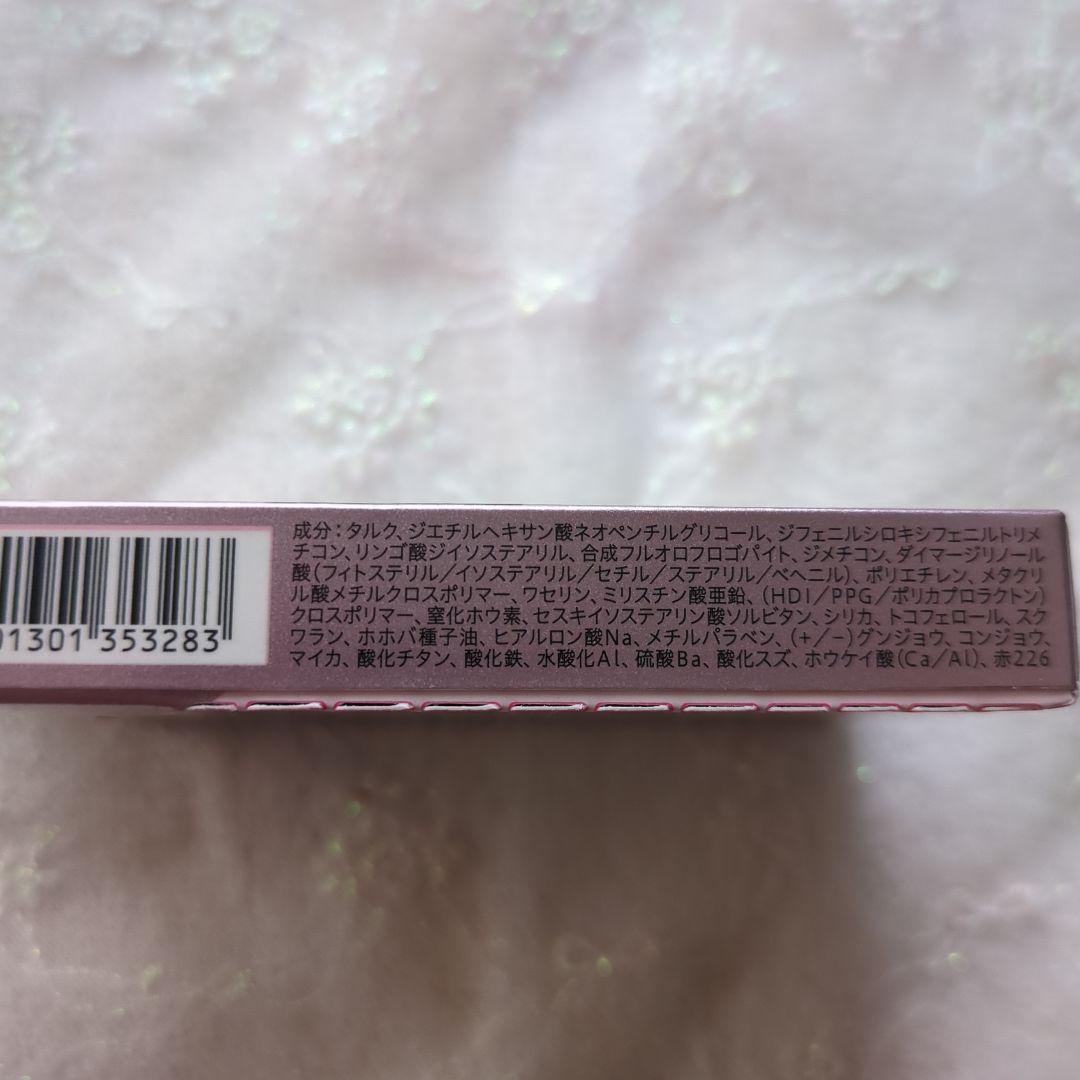 成分：タルク、ジエチルヘキサン酸ネオペンチルグリコール、ジフェニルシロキシフェニルトリメ
チコン、リンゴ酸ジイソステアリル、合成フルオロフロゴパイト、ジメチコン、ダイマージリノール
酸（フィトステリル／イソステアリル／セチル／ステアリル／ベヘニル）、ポリエチレン、メタクリ
ル酸メチルクロスポリマー、ワセリン、ミリスチン酸亜鉛、（HDI／PPG／ポリカプロラクトン）
クロスポリマー、窒化ホウ素、セスキイソステアリン酸ソルビタン、シリカ、トコフェロール、スク
ワラン、ホホバ種子油、ヒアルロン酸Na、メチルパラベン、（＋／－）グンジョウ、コンジョウ、
マイカ、酸化チタン、酸化鉄、水酸化Al、硫酸Ba、酸化スズ、ホウケイ酸（Ca／Al）、赤226
01301 353283